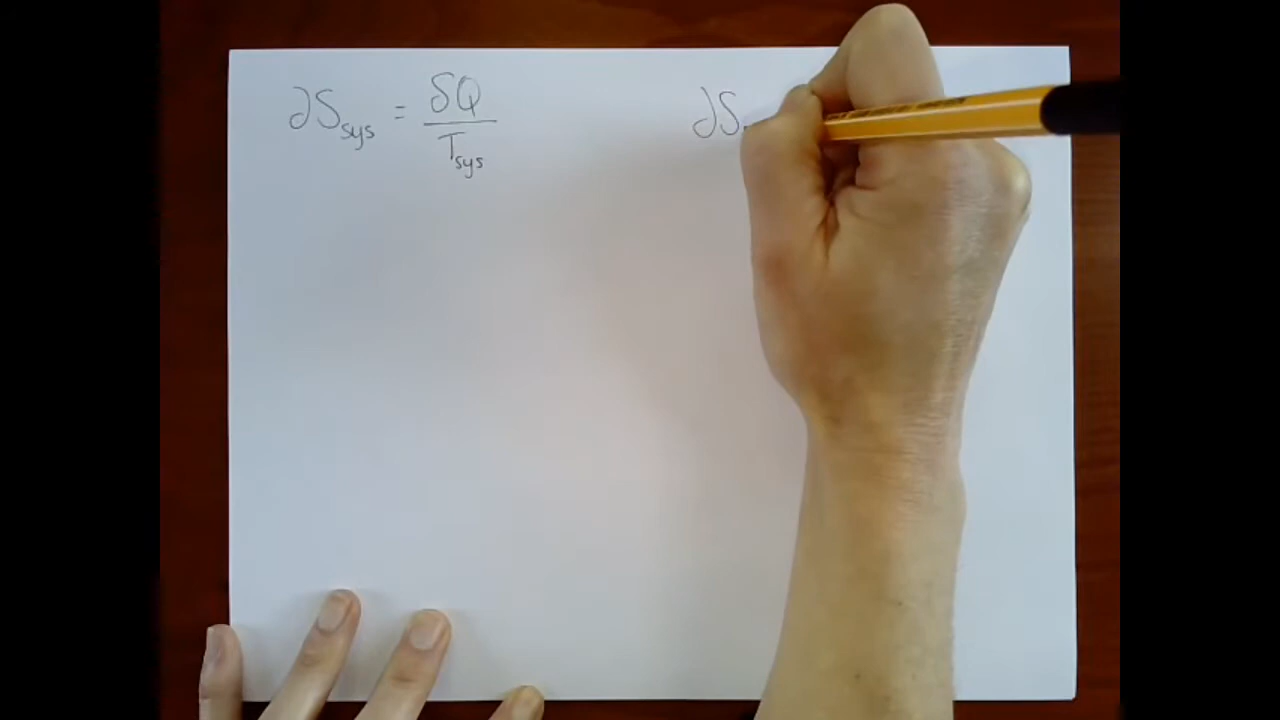 ∂S_sys = δQ / T_sys
∂S